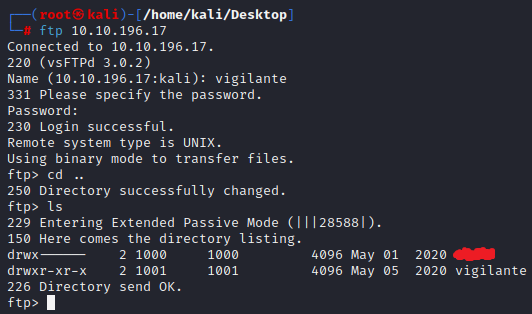 ┌──(root㉿kali)-[/home/kali/Desktop]
└─# ftp 10.10.196.17
Connected to 10.10.196.17.
220 (vsFTPd 3.0.2)
Name (10.10.196.17:kali): vigilante
331 Please specify the password.
Password:
230 Login successful.
Remote system type is UNIX.
Using binary mode to transfer files.
ftp> cd ..
250 Directory successfully changed.
ftp> ls
229 Entering Extended Passive Mode (|||28588|).
150 Here comes the directory listing.
drwx------    2 1000     1000         4096 May 01  2020
drwxr-xr-x    2 1001     1001         4096 May 05  2020 vigilante
226 Directory send OK.
ftp>